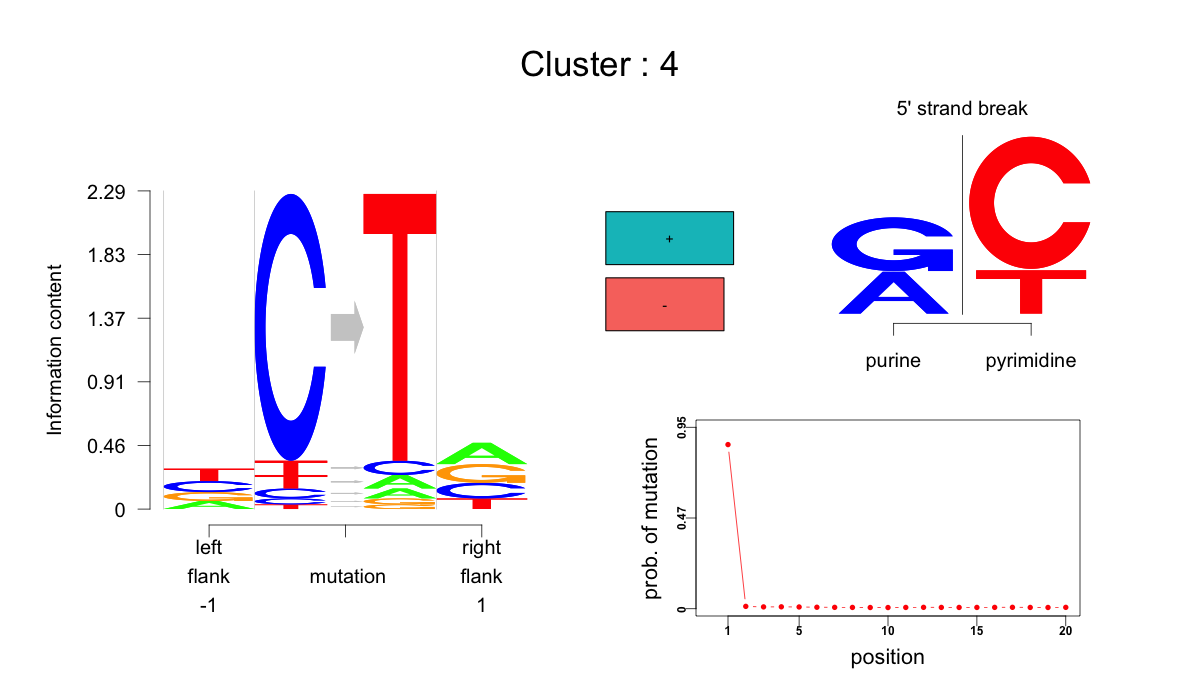 Cluster : 4
Information content
2.29
1.83
1.37
0.91
0.46
0
T
C
G
A
C
T
T
C
C
T
T
C
A
A
G
G
A
G
C
T
left
flank
-1
mutation
right
flank
1
+
-
5' strand break
G
A
C
T
purine
pyrimidine
prob. of mutation
0.95
0.47
0
1
5
10
15
20
position